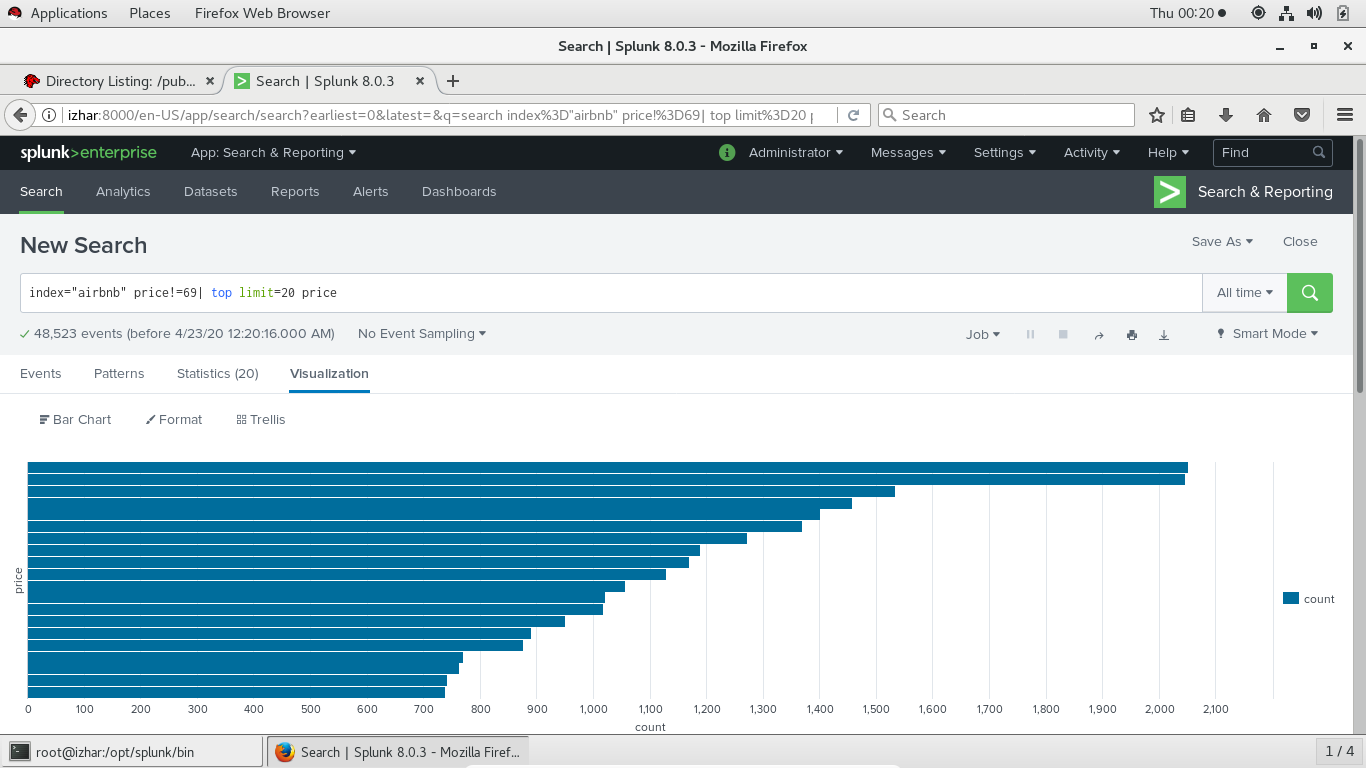 Applications Places Firefox Web Browser Thu 00:20
Search | Splunk 8.0.3 - Mozilla Firefox
Directory Listing: /pub... Search | Splunk 8.0.3
izhar:8000/en-US/app/search/search?earliest=0&latest=&q=search index%3D"airbnb" price!%3D69| top limit%3D20 p Search
splunk>enterprise App: Search & Reporting Administrator Messages Settings Activity Help Find
Search Analytics Datasets Reports Alerts Dashboards Search & Reporting
New Search Save As Close
index="airbnb" price!=69| top limit=20 price All time
48,523 events (before 4/23/20 12:20:16.000 AM) No Event Sampling Job Smart Mode
Events Patterns Statistics (20) Visualization
Bar Chart Format Trellis
price
count
0 100 200 300 400 500 600 700 800 900 1,000 1,100 1,200 1,300 1,400 1,500 1,600 1,700 1,800 1,900 2,000 2,100
count
root@izhar:/opt/splunk/bin Search | Splunk 8.0.3 - Mozilla Firef... 1 / 4